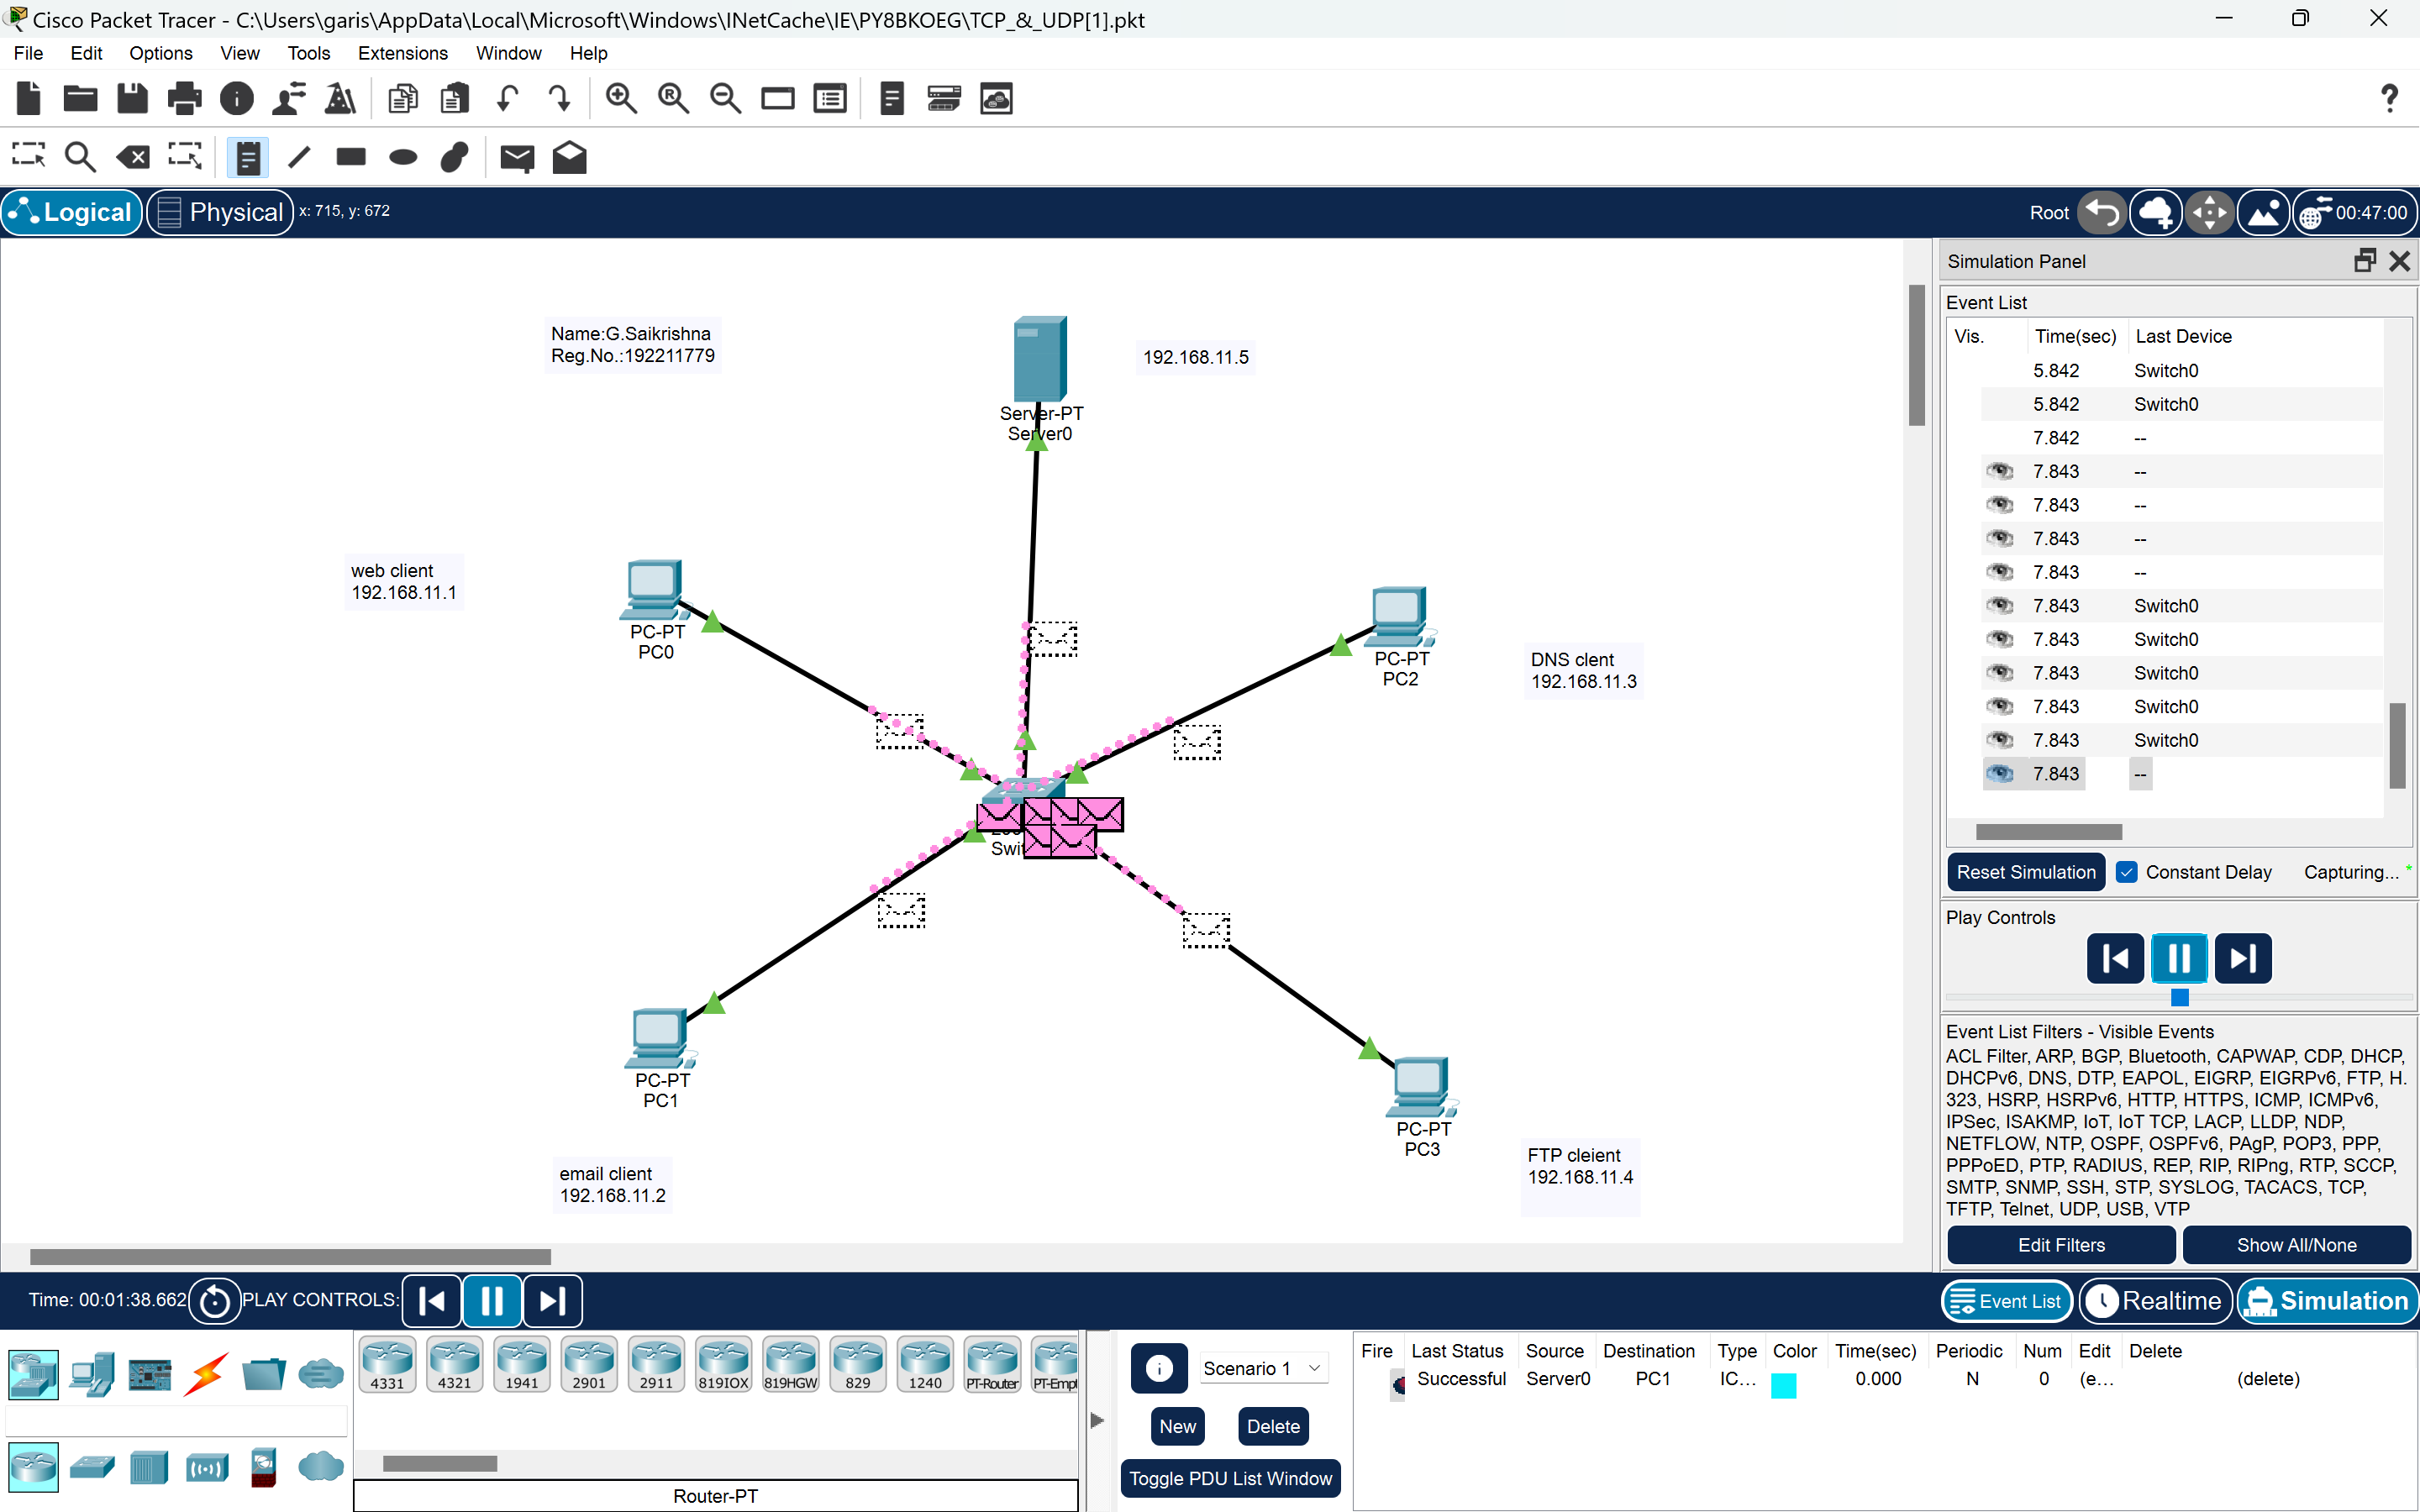 Cisco Packet Tracer - C:\Users\garis\AppData\Local\Microsoft\Windows\INetCache\IE\PY8BKOEG\TCP_&_UDP[1].pkt
File Edit Options View Tools Extensions Window Help
Logical Physical x: 715, y: 672 Root 00:47:00
Name:G.Saikrishna
Reg.No.:192211779
192.168.11.5
Server-PT
Server0
web client
192.168.11.1
PC-PT
PC0
PC-PT
PC2
DNS clent
192.168.11.3
Swit
PC-PT
PC1
PC-PT
PC3
email client
192.168.11.2
FTP cleient
192.168.11.4
Simulation Panel
Event List
Vis. Time(sec) Last Device
5.842 Switch0
5.842 Switch0
7.842 --
7.843 --
7.843 --
7.843 --
7.843 --
7.843 Switch0
7.843 Switch0
7.843 Switch0
7.843 Switch0
7.843 Switch0
7.843 --
Reset Simulation Constant Delay Capturing... *
Play Controls
Event List Filters - Visible Events
ACL Filter, ARP, BGP, Bluetooth, CAPWAP, CDP, DHCP,
DHCPv6, DNS, DTP, EAPOL, EIGRP, EIGRPv6, FTP, H.
323, HSRP, HSRPv6, HTTP, HTTPS, ICMP, ICMPv6,
IPSec, ISAKMP, IoT, IoT TCP, LACP, LLDP, NDP,
NETFLOW, NTP, OSPF, OSPFv6, PAgP, POP3, PPP,
PPPoED, PTP, RADIUS, REP, RIP, RIPng, RTP, SCCP,
SMTP, SNMP, SSH, STP, SYSLOG, TACACS, TCP,
TFTP, Telnet, UDP, USB, VTP
Edit Filters Show All/None
Time: 00:01:38.662 PLAY CONTROLS: Event List Realtime Simulation
4331 4321 1941 2901 2911 819IOX 819HGW 829 1240 PT-Router PT-Empt
Router-PT
Scenario 1
New Delete
Toggle PDU List Window
Fire Last Status Source Destination Type Color Time(sec) Periodic Num Edit Delete
Successful Server0 PC1 IC... 0.000 N 0 (e... (delete)